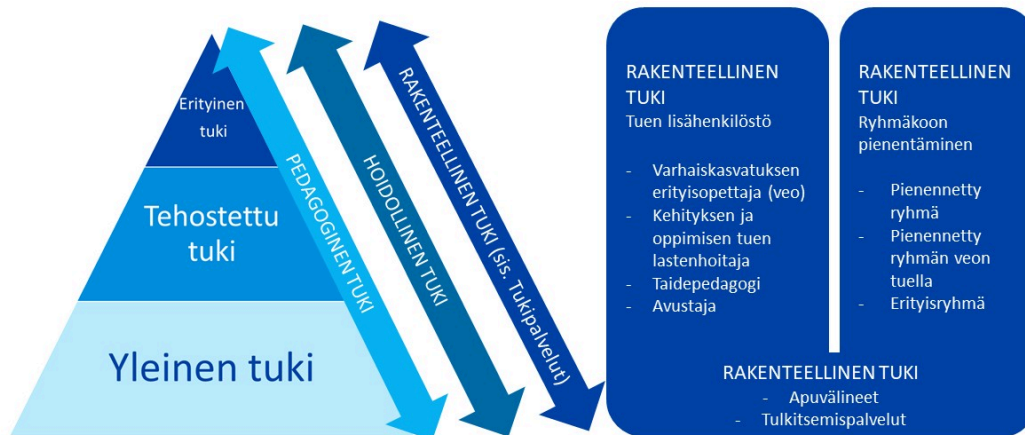 Erityinen
tuki
Tehostettu
tuki
Yleinen tuki
PEDAGOGINEN TUKI
HOIDOLLINEN TUKI
RAKENTEELLINEN TUKI (sis. Tukipalvelut)
RAKENTEELLINEN
TUKI
Tuen lisähenkilöstö
- Varhaiskasvatuksen
erityisopettaja (veo)
- Kehityksen ja
oppimisen tuen
lastenhoitaja
- Taidepedagogi
- Avustaja
RAKENTEELLINEN
TUKI
Ryhmäkoon
pienentäminen
- Pienennetty
ryhmä
- Pienennetty
ryhmän veon
tuella
- Erityisryhmä
RAKENTEELLINEN TUKI
- Apuvälineet
- Tulkitsemispalvelut